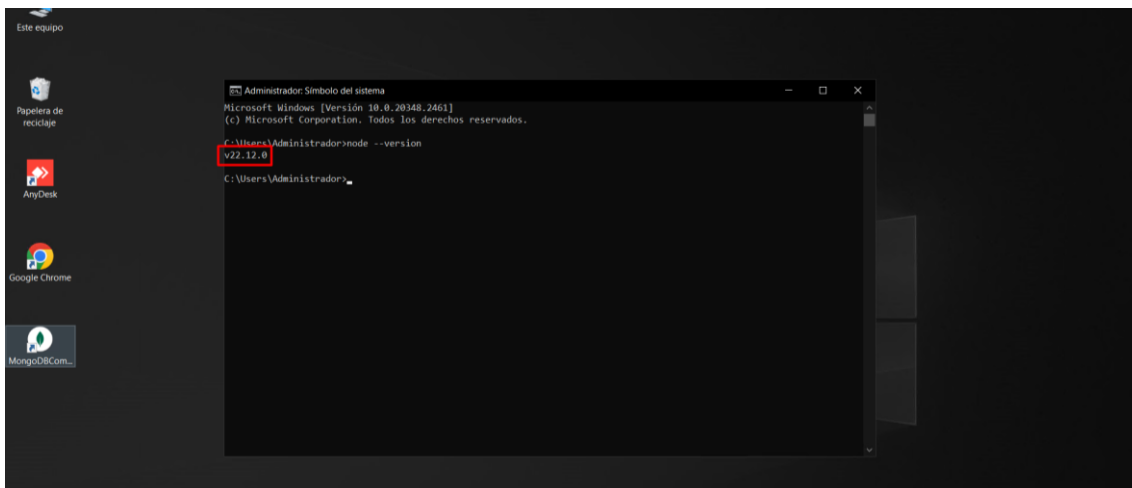 Este equipo
Papelera de
reciclaje
AnyDesk
Google Chrome
MongoDBCom...
Administrador: Símbolo del sistema
Microsoft Windows [Versión 10.0.20348.2461]
(c) Microsoft Corporation. Todos los derechos reservados.
C:\Users\Administrador>node --version
v22.12.0
C:\Users\Administrador>